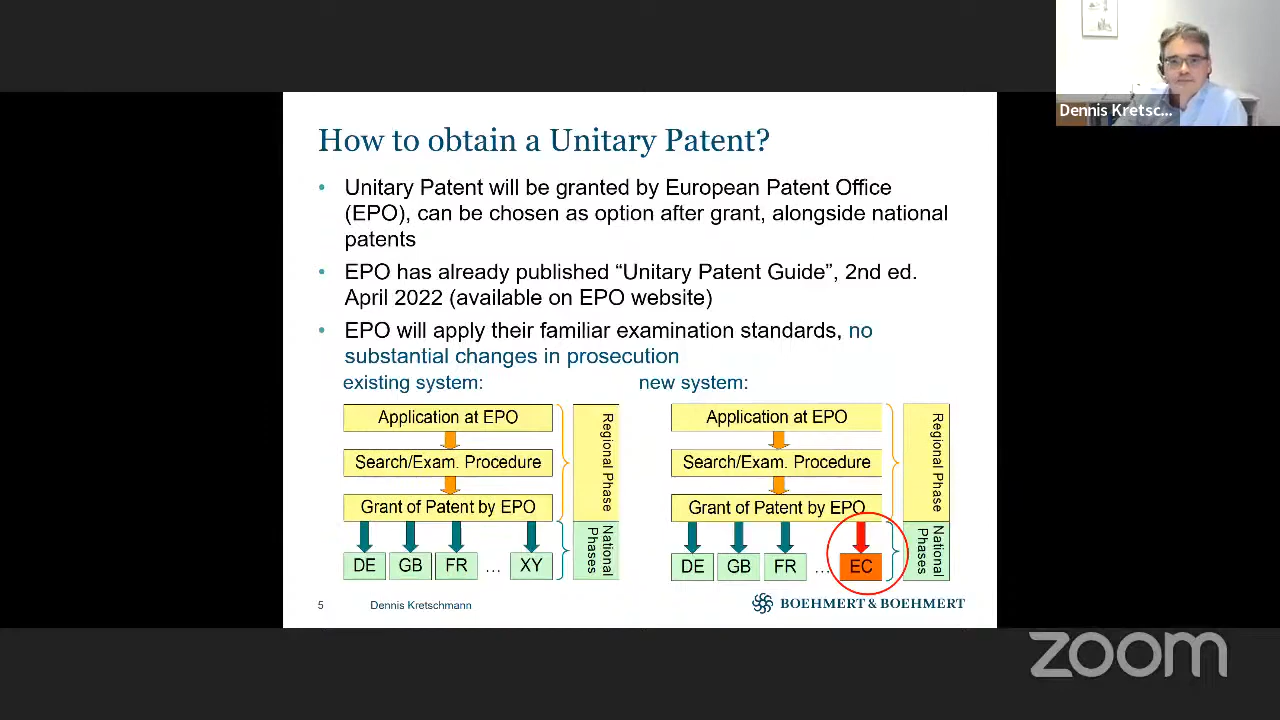 Dennis Kretsc...
How to obtain a Unitary Patent?
• Unitary Patent will be granted by European Patent Office
(EPO), can be chosen as option after grant, alongside national
patents
• EPO has already published “Unitary Patent Guide”, 2nd ed.
April 2022 (available on EPO website)
• EPO will apply their familiar examination standards, no
substantial changes in prosecution
existing system:
Application at EPO
Search/Exam. Procedure
Grant of Patent by EPO
DE GB FR ... XY
Regional Phase
National
Phases
new system:
Application at EPO
Search/Exam. Procedure
Grant of Patent by EPO
DE GB FR ... EC
Regional Phase
National
Phases
5 Dennis Kretschmann
BOEHMERT & BOEHMERT
zoom